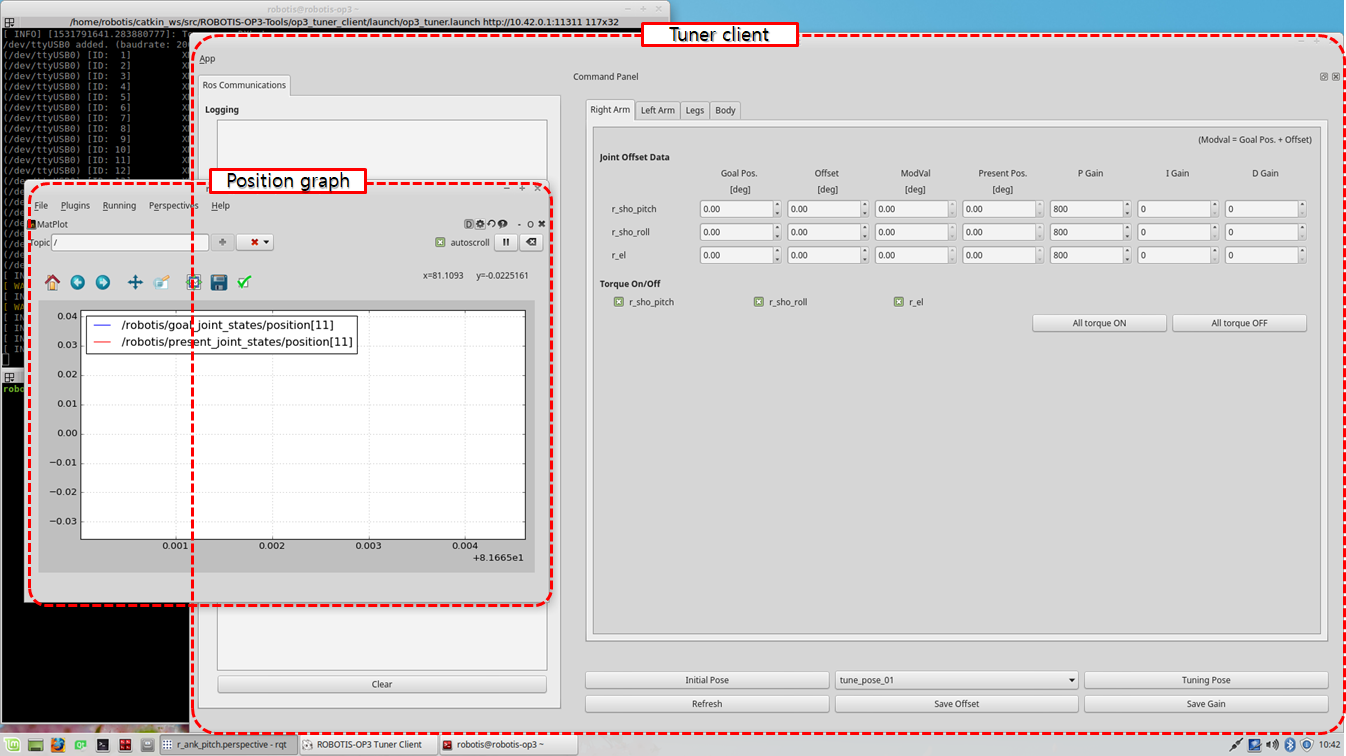 robotis@robotis-op3 ~
/home/robotis/catkin_ws/src/ROBOTIS-OP3-Tools/op3_tuner_client/launch/op3_tuner.launch http://10.42.0.1:11311 117x32
[ INFO] [1531791641.283880777]:
/dev/ttyUSB0 added. (baudrate:
(/dev/ttyUSB0) [ID: 1]
(/dev/ttyUSB0) [ID: 2]
(/dev/ttyUSB0) [ID: 3]
(/dev/ttyUSB0) [ID: 4]
(/dev/ttyUSB0) [ID: 5]
(/dev/ttyUSB0) [ID: 6]
(/dev/ttyUSB0) [ID: 7]
(/dev/ttyUSB0) [ID: 8]
(/dev/ttyUSB0) [ID: 9]
(/dev/ttyUSB0) [ID: 10]
(/dev/ttyUSB0) [ID: 11]
(/dev/ttyUSB0) [ID: 12]
Tuner client
App
Ros Communications
Logging
Clear
Position graph
File Plugins Running Perspectives Help
MatPlot
Topic /
autoscroll
x=81.1093 y=-0.0225161
/robotis/goal_joint_states/position[11]
/robotis/present_joint_states/position[11]
0.04
0.03
0.02
0.01
0.00
−0.01
−0.02
−0.03
0.001 0.002 0.003 0.004
+8.1665e1
Command Panel
Right Arm Left Arm Legs Body
(Modval = Goal Pos. + Offset)
Joint Offset Data
Goal Pos. Offset ModVal Present Pos. P Gain I Gain D Gain
[deg] [deg] [deg] [deg]
r_sho_pitch 0.00 0.00 0.00 0.00 800 0 0
r_sho_roll 0.00 0.00 0.00 0.00 800 0 0
r_el 0.00 0.00 0.00 0.00 800 0 0
Torque On/Off
r_sho_pitch r_sho_roll r_el
All torque ON All torque OFF
Initial Pose tune_pose_01 Tuning Pose
Refresh Save Offset Save Gain
r_ank_pitch.perspective - rqt ROBOTIS-OP3 Tuner Client robotis@robotis-op3 ~ 10:42